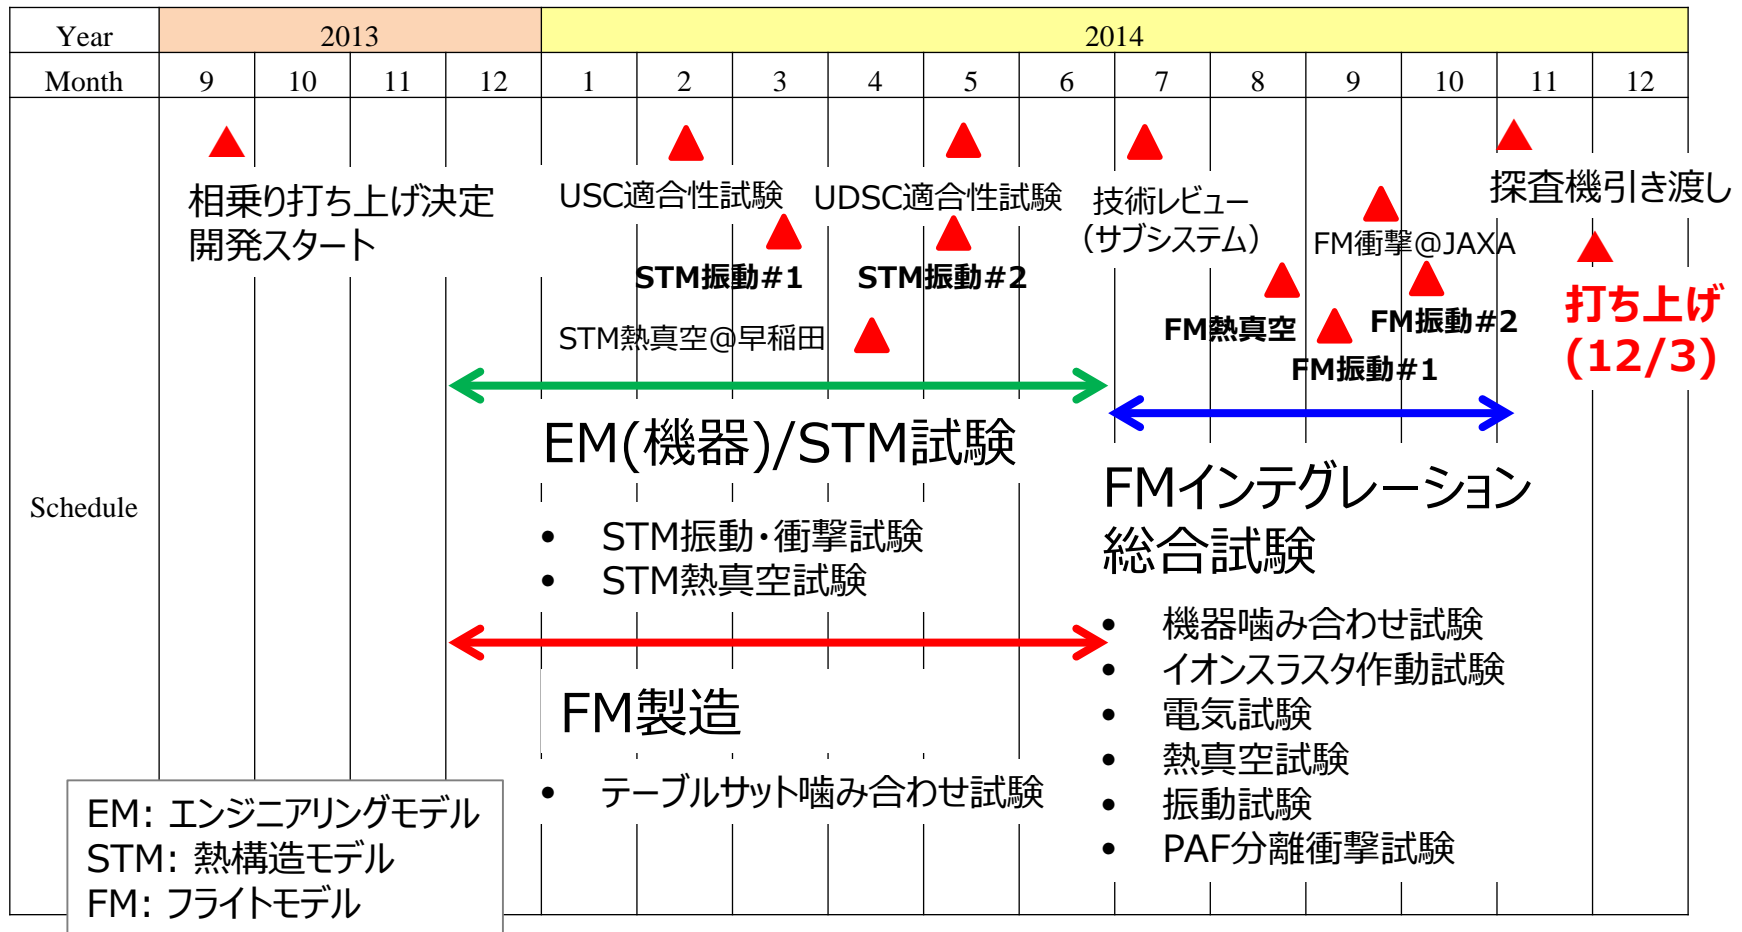 Year 2013 2014
Month 9 10 11 12 1 2 3 4 5 6 7 8 9 10 11 12
Schedule
相乗り打ち上げ決定
開発スタート
USC適合性試験
STM振動#1
STM熱真空@早稲田
UDSC適合性試験
STM振動#2
技術レビュー
（サブシステム）
FM熱真空
FM衝撃@JAXA
FM振動#2
FM振動#1
探査機引き渡し
打ち上げ
(12/3)
EM(機器)/STM試験
• STM振動・衝撃試験
• STM熱真空試験
FM製造
• テーブルサット噛み合わせ試験
FMインテグレーション
総合試験
• 機器噛み合わせ試験
• イオンスラスタ作動試験
• 電気試験
• 熱真空試験
• 振動試験
• PAF分離衝撃試験
EM: エンジニアリングモデル
STM: 熱構造モデル
FM: フライトモデル